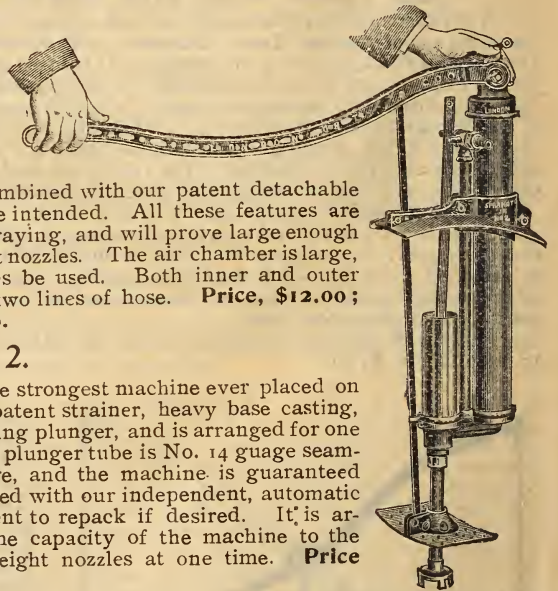 LONDON
mbined with our patent detachable
e intended. All these features are
raying, and will prove large enough
t nozzles. The air chamber is large,
s be used. Both inner and outer
two lines of hose. Price, $12.00;
2.
e strongest machine ever placed on
patent strainer, heavy base casting,
ng plunger, and is arranged for one
plunger tube is No. 14 guage seam-
e, and the machine is guaranteed
ed with our independent, automatic
nt to repack if desired. It is ar-
ne capacity of the machine to the
eight nozzles at one time. Price